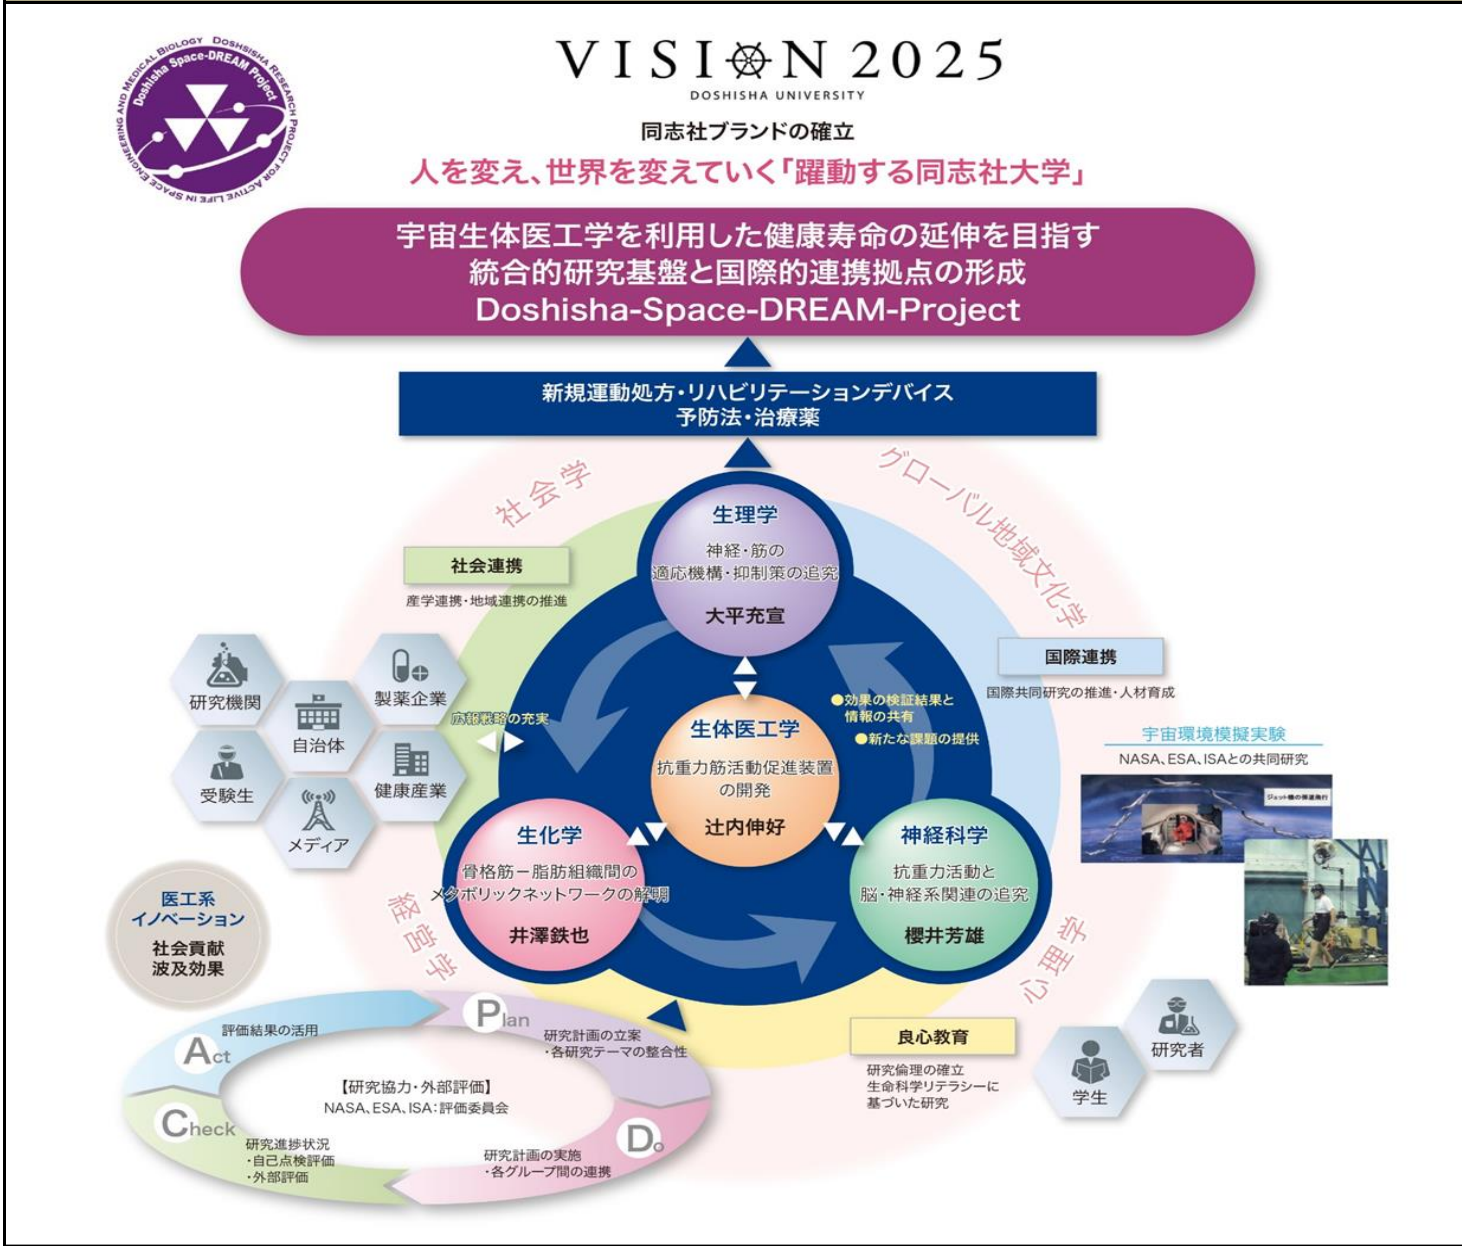 DOSHISHA RESEARCH PROJECT FOR ACTIVE LIFE IN SPACE ENGINEERING AND MEDICAL BIOLOGY
Doshisha Space-DREAM Project
VISION 2025
DOSHISHA UNIVERSITY
同志社ブランドの確立
人を変え、世界を変えていく「躍動する同志社大学」
宇宙生体医工学を利用した健康寿命の延伸を目指す
統合的研究基盤と国際的連携拠点の形成
Doshisha-Space-DREAM-Project
新規運動処方・リハビリテーションデバイス
予防法・治療薬
社会学
グローバル地域文化学
生理学
神経・筋の
適応機構・抑制策の追究
大平充宣
社会連携
産学連携・地域連携の推進
国際連携
国際共同研究の推進・人材育成
研究機関
製薬企業
自治体
受験生
健康産業
メディア
広報戦略の充実
●効果の検証結果と
情報の共有
●新たな課題の提供
生体医工学
抗重力筋活動促進装置
の開発
辻内伸好
宇宙環境模擬実験
NASA、ESA、ISAとの共同研究
ジェット機の仰速飛行
生化学
骨格筋ー脂肪組織間の
メタボリックネットワークの解明
井澤鉄也
神経科学
抗重力活動と
脳・神経系関連の追究
櫻井芳雄
経営学
心理学
医工系
イノベーション
社会貢献
波及効果
Plan
研究計画の立案
・各研究テーマの整合性
Act
評価結果の活用
【研究協力・外部評価】
NASA、ESA、ISA：評価委員会
Check
研究進捗状況
・自己点検評価
・外部評価
Do
研究計画の実施
・各グループ間の連携
良心教育
研究倫理の確立
生命科学リテラシーに
基づいた研究
研究者
学生